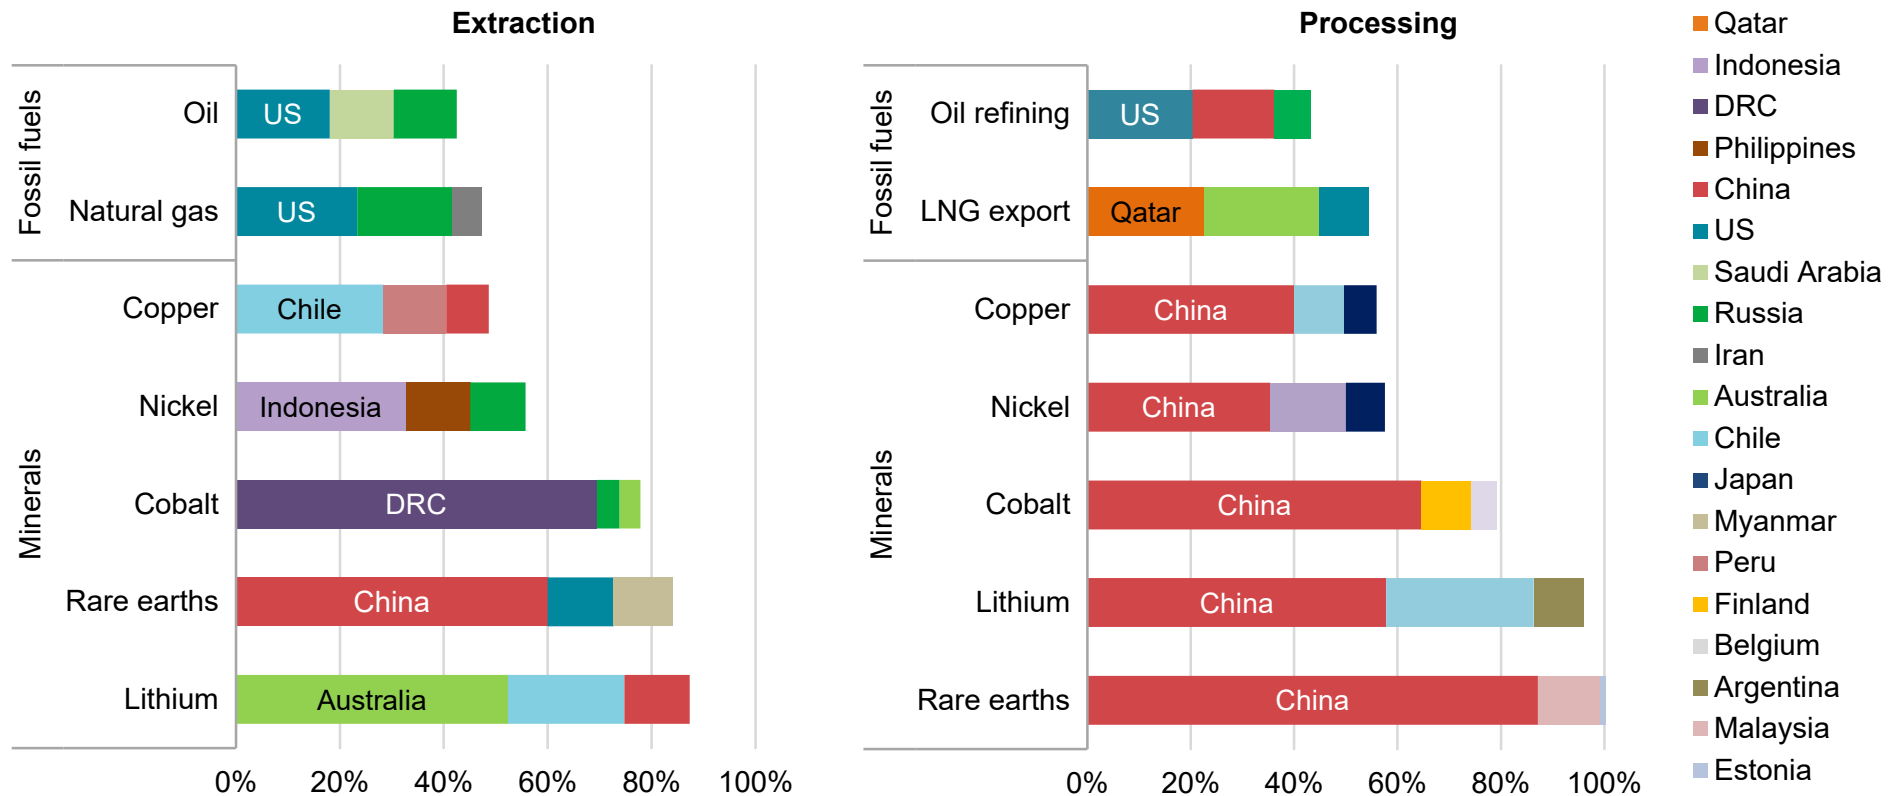 Extraction
Fossil fuels
Oil
US
Natural gas
US
Minerals
Copper
Chile
Nickel
Indonesia
Cobalt
DRC
Rare earths
China
Lithium
Australia
0% 20% 40% 60% 80% 100%
Processing
Fossil fuels
Oil refining
US
LNG export
Qatar
Minerals
Copper
China
Nickel
China
Cobalt
China
Lithium
China
Rare earths
China
0% 20% 40% 60% 80% 100%
Qatar
Indonesia
DRC
Philippines
China
US
Saudi Arabia
Russia
Iran
Australia
Chile
Japan
Myanmar
Peru
Finland
Belgium
Argentina
Malaysia
Estonia